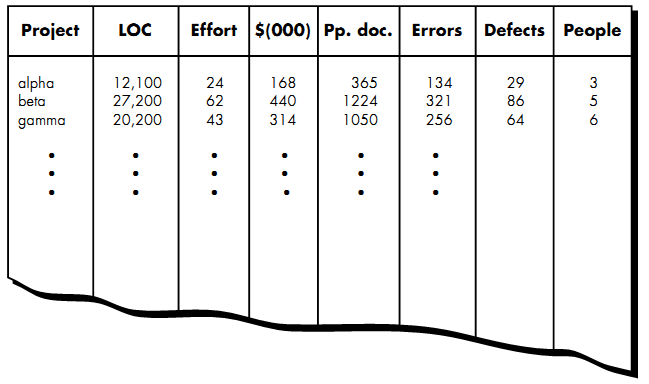 Project LOC Effort $(000) Pp. doc. Errors Defects People
alpha 12,100 24 168 365 134 29 3
beta 27,200 62 440 1224 321 86 5
gamma 20,200 43 314 1050 256 64 6